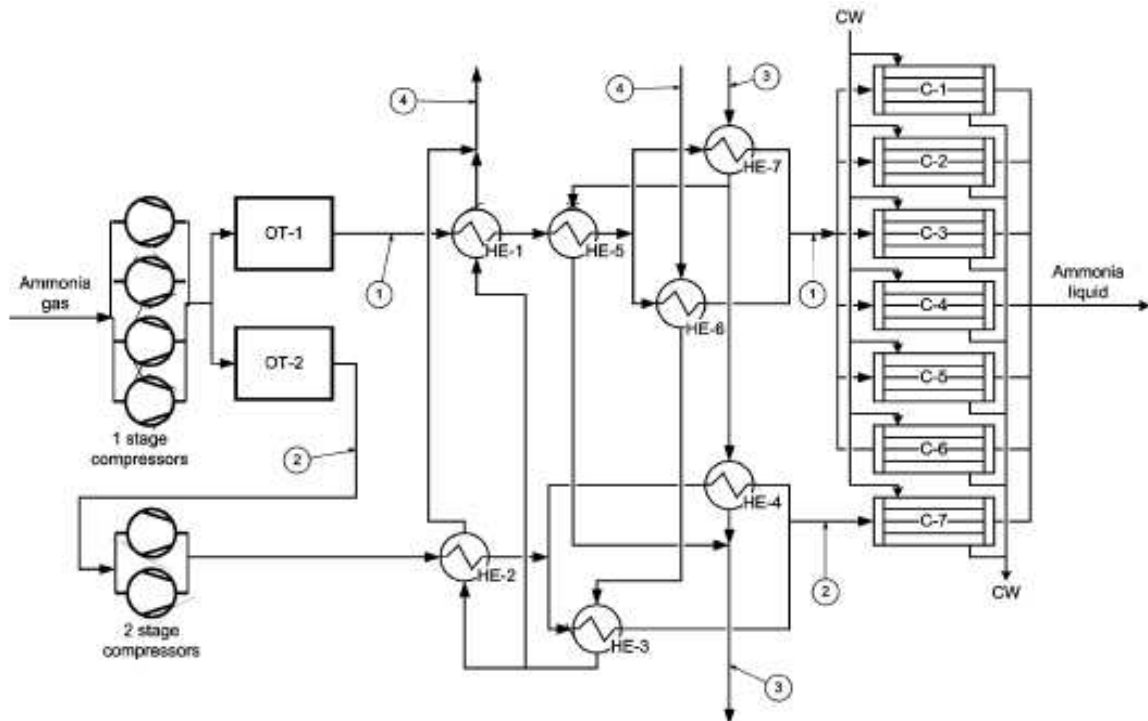 CW
4
4
3
C-1
C-2
HE-7
OT-1
HE-1
HE-5
C-3
1
1
Ammonia
gas
Ammonia
liquid
C-4
HE-6
OT-2
C-5
1 stage
compressors
2
C-6
HE-4
C-7
2
HE-2
CW
HE-3
2 stage
compressors
3